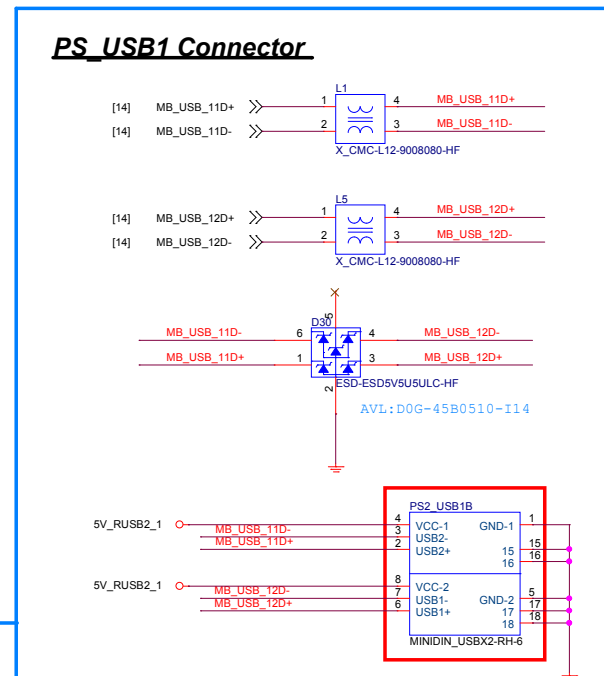 PS_USB1 Connector
L1
[14] MB_USB_11D+ 1 4 MB_USB_11D+
[14] MB_USB_11D- 2 3 MB_USB_11D-
X_CMC-L12-9008080-HF
L5
[14] MB_USB_12D+ 1 4 MB_USB_12D+
[14] MB_USB_12D- 2 3 MB_USB_12D-
X_CMC-L12-9008080-HF
5
D30
MB_USB_11D- 6 4 MB_USB_12D-
MB_USB_11D+ 1 3 MB_USB_12D+
2 ESD-ESD5V5U5ULC-HF
AVL:D0G-45B0510-I14
PS2_USB1B
5V_RUSB2_1 4 VCC-1 GND-1 1
MB_USB_11D- 3 USB2-
MB_USB_11D+ 2 USB2+ 15 15
16 16
5V_RUSB2_1 8 VCC-2
MB_USB_12D- 7 USB1- GND-2 5
MB_USB_12D+ 6 USB1+ 17 17
18 18
MINIDIN_USBX2-RH-6